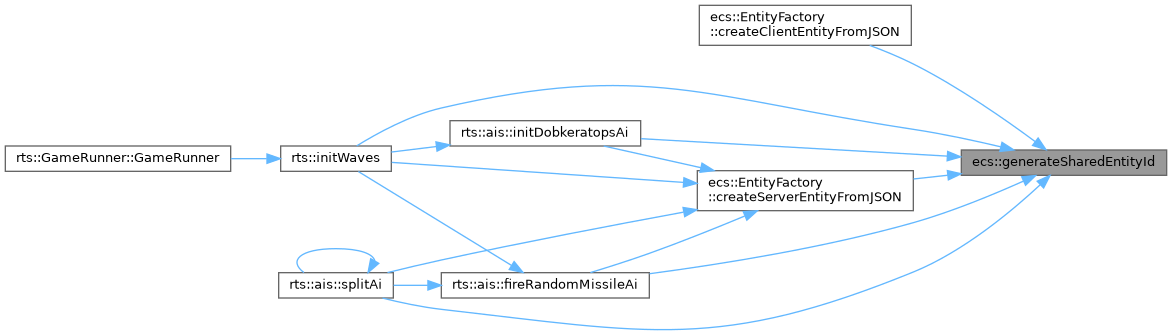 ecs::EntityFactory
::createClientEntityFromJSON
rts::ais::initDobkeratopsAi
rts::GameRunner::GameRunner
rts::initWaves
ecs::generateSharedEntityId
ecs::EntityFactory
::createServerEntityFromJSON
rts::ais::splitAi
rts::ais::fireRandomMissileAi